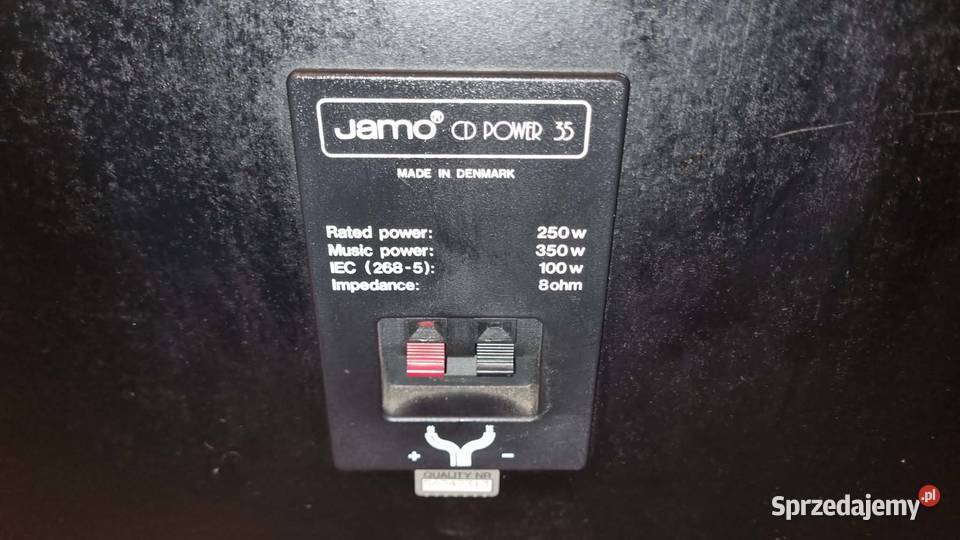 Jamo® CD POWER 35
MADE IN DENMARK
Rated power: 250 w
Music power: 350 w
IEC (268-5): 100 w
Impedance: 8 ohm
+ -
QUALITY NR
Sprzedajemy.pl